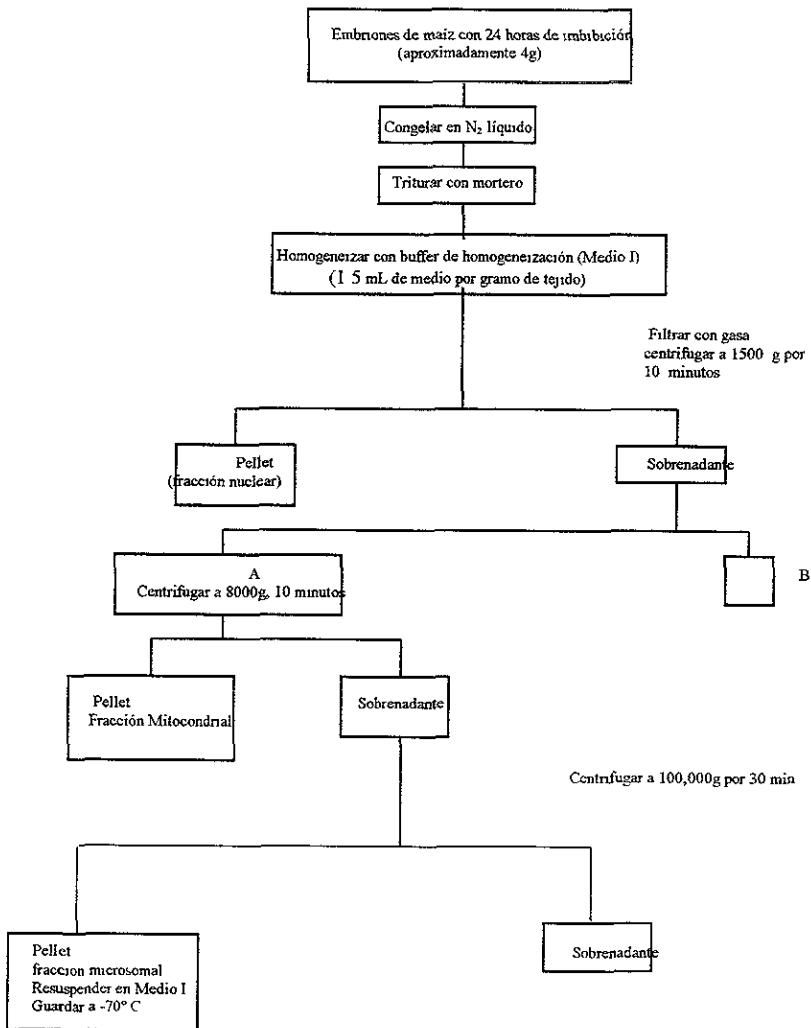 Embriones de maíz con 24 horas de imbibición
(aproximadamente 4g)
Congelar en N₂ líquido
Triturar con mortero
Homogeneizar con buffer de homogeneización (Medio I)
(1 5 mL de medio por gramo de tejido)
Filtrar con gasa
centrifugar a 1500 g por
10 minutos
Pellet
(fracción nuclear)
Sobrenadante
A
Centrifugar a 8000g, 10 minutos
B
Pellet
Fracción Mitocondrial
Sobrenadante
Centrifugar a 100,000g por 30 min
Pellet
fraccion microsomal
Resuspender en Medio I
Guardar a -70° C
Sobrenadante